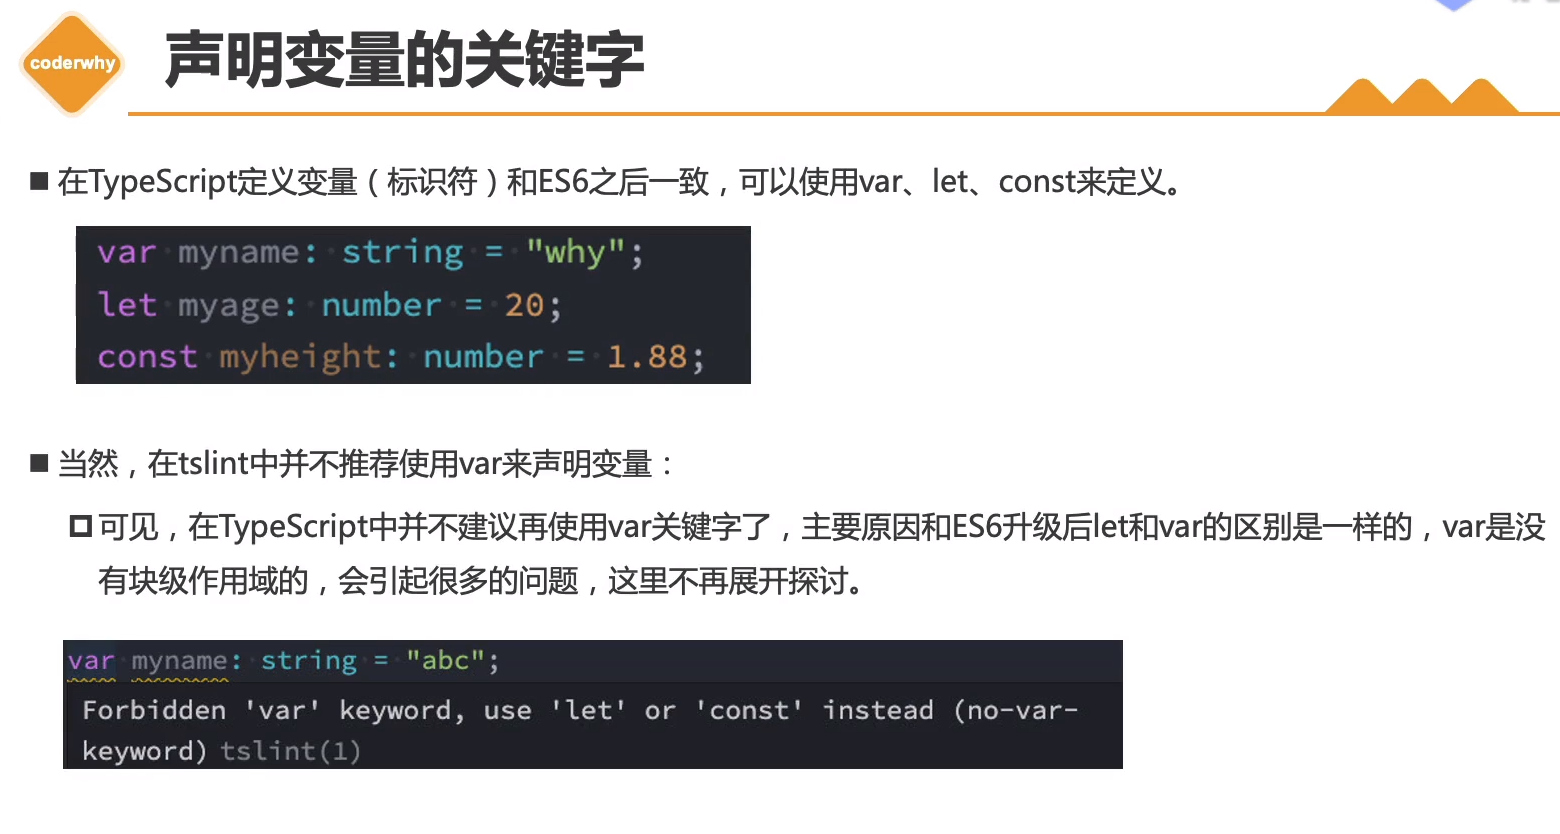 coderwhy
声明变量的关键字
在TypeScript定义变量（标识符）和ES6之后一致，可以使用var、let、const来定义。
var myname: string = "why";
let myage: number = 20;
const myheight: number = 1.88;
当然，在tslint中并不推荐使用var来声明变量：
可见，在TypeScript中并不建议再使用var关键字了，主要原因和ES6升级后let和var的区别是一样的，var是没
有块级作用域的，会引起很多的问题，这里不再展开探讨。
var myname: string = "abc";
Forbidden 'var' keyword, use 'let' or 'const' instead (no-var-
keyword) tslint(1)